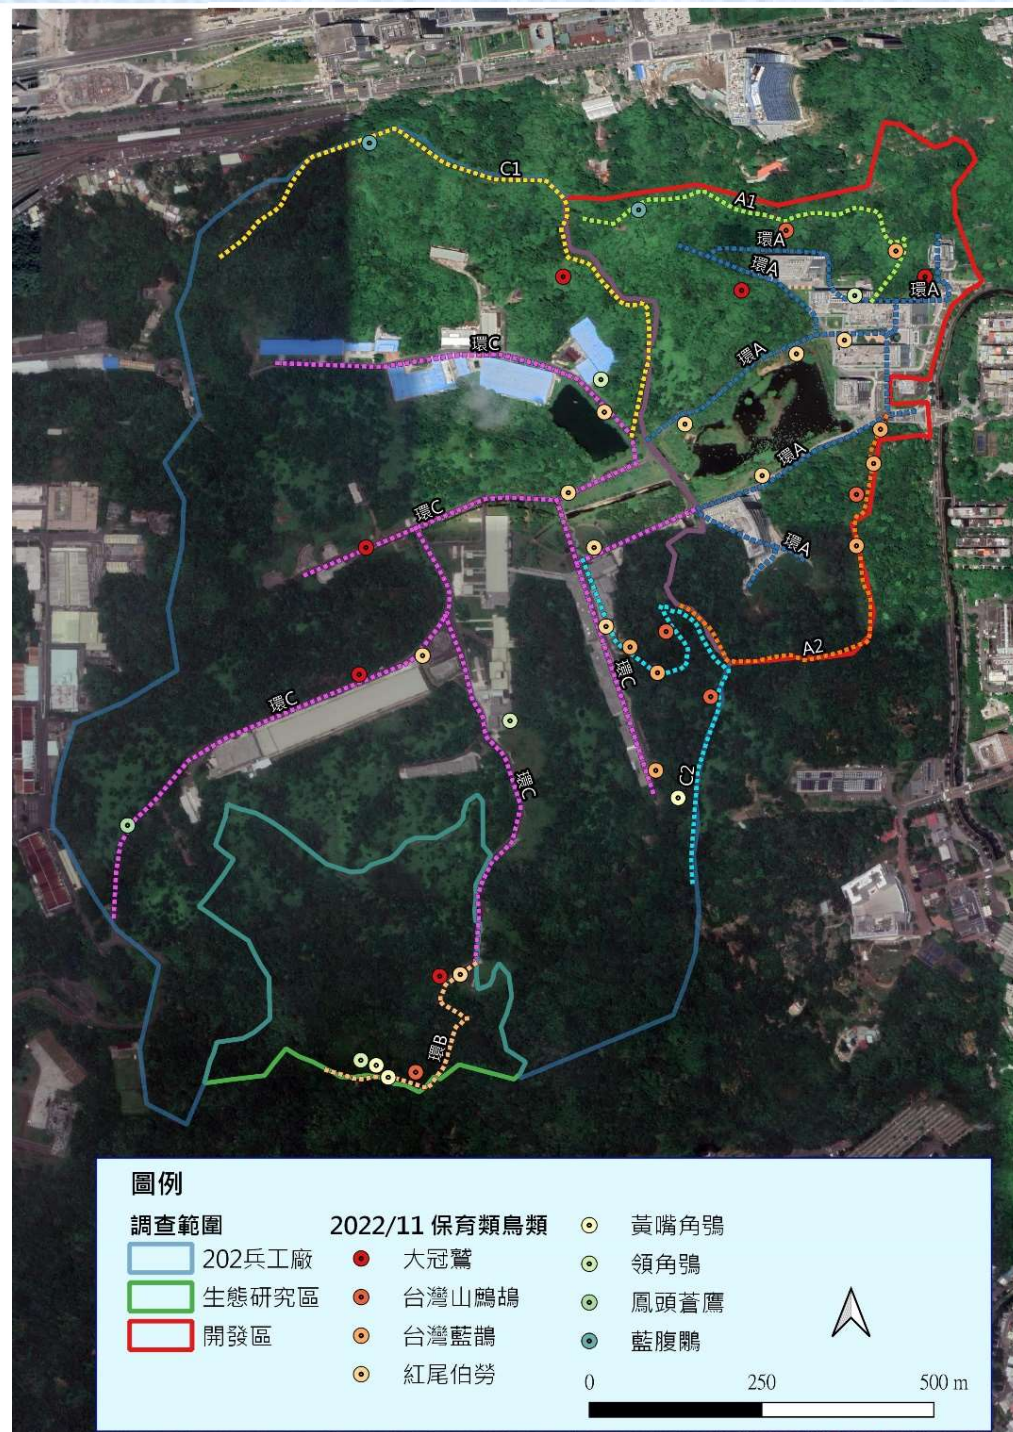 C1
A1
環A
環A
環A
環C
環A
環A
環C
環A
A2
環C
環C
環C
C2
環B
圖例
調查範圍
202兵工廠
生態研究區
開發區
2022/11 保育類鳥類
大冠鷲
台灣山鷓鴣
台灣藍鵲
紅尾伯勞
黃嘴角鴞
領角鴞
鳳頭蒼鷹
藍腹鷴
0 250 500 m